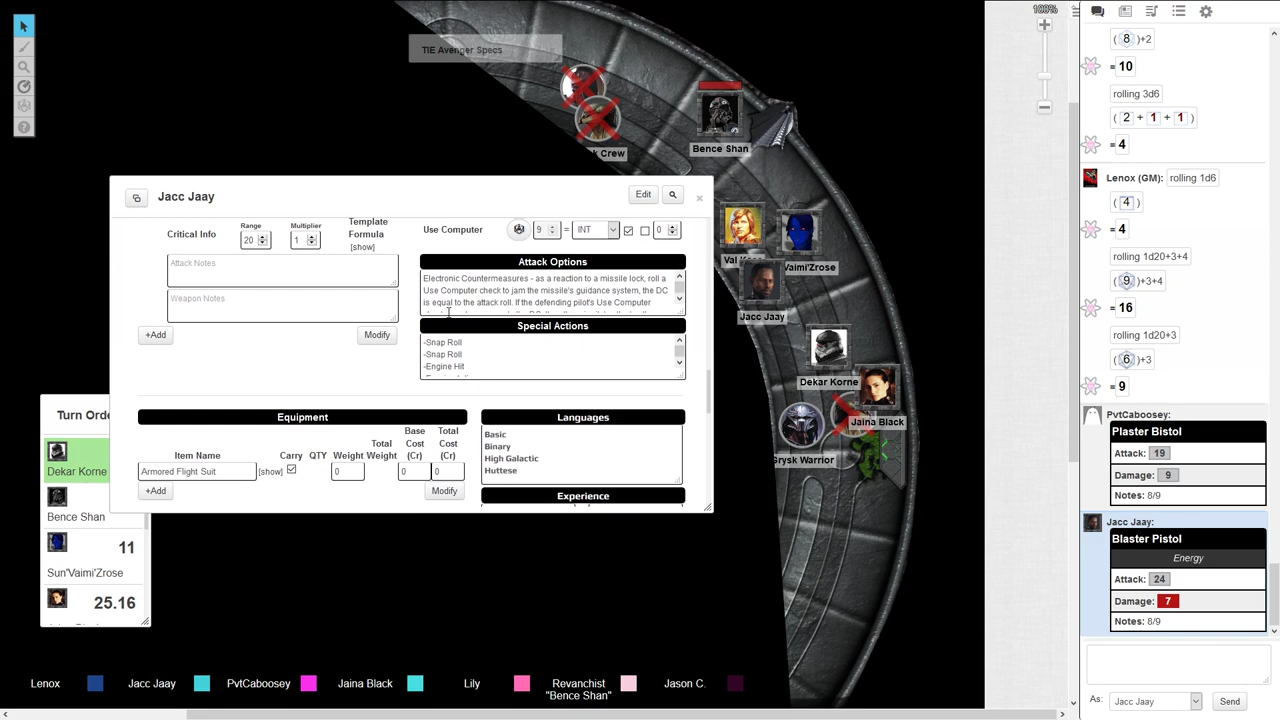 100%
TIE Avenger Specs
k Crew
Bence Shan
Val
Vaimi'Zrose
Jacc Jaay
Dekar Korne
Jaina Black
Grysk Warrior
Jacc Jaay
Edit
×
Critical Info
Range
20
Multiplier
1
Template
Formula
[show]
Attack Notes
Weapon Notes
+Add
Modify
Use Computer
9
=
INT
0
Attack Options
Electronic Countermeasures - as a reaction to a missile lock, roll a
Use Computer check to jam the missile's guidance system, the DC
is equal to the attack roll. If the defending pilot's Use Computer
Special Actions
-Snap Roll
-Snap Roll
-Engine Hit
Equipment
Item Name
Carry
QTY
Weight
Total
Weight
Base
Cost
(Cr)
Total
Cost
(Cr)
Armored Flight Suit
[show]
0
0
0
+Add
Modify
Languages
Basic
Binary
High Galactic
Huttese
Experience
Turn Orde
Dekar Korne
Bence Shan
11
Sun'Vaimi'Zrose
25.16
Lenox
Jacc Jaay
PvtCaboosey
Jaina Black
Lily
Revanchist
"Bence Shan"
Jason C.
(8)+2
= 10
rolling 3d6
(2 + 1 + 1)
= 4
Lenox (GM): rolling 1d6
(4)
= 4
rolling 1d20+3+4
(9)+3+4
= 16
rolling 1d20+3
(6)+3
= 9
PvtCaboosey:
Plaster Bistol
Attack: 19
Damage: 9
Notes: 8/9
Jacc Jaay:
Blaster Pistol
Energy
Attack: 24
Damage: 7
Notes: 8/9
As:
Jacc Jaay
Send